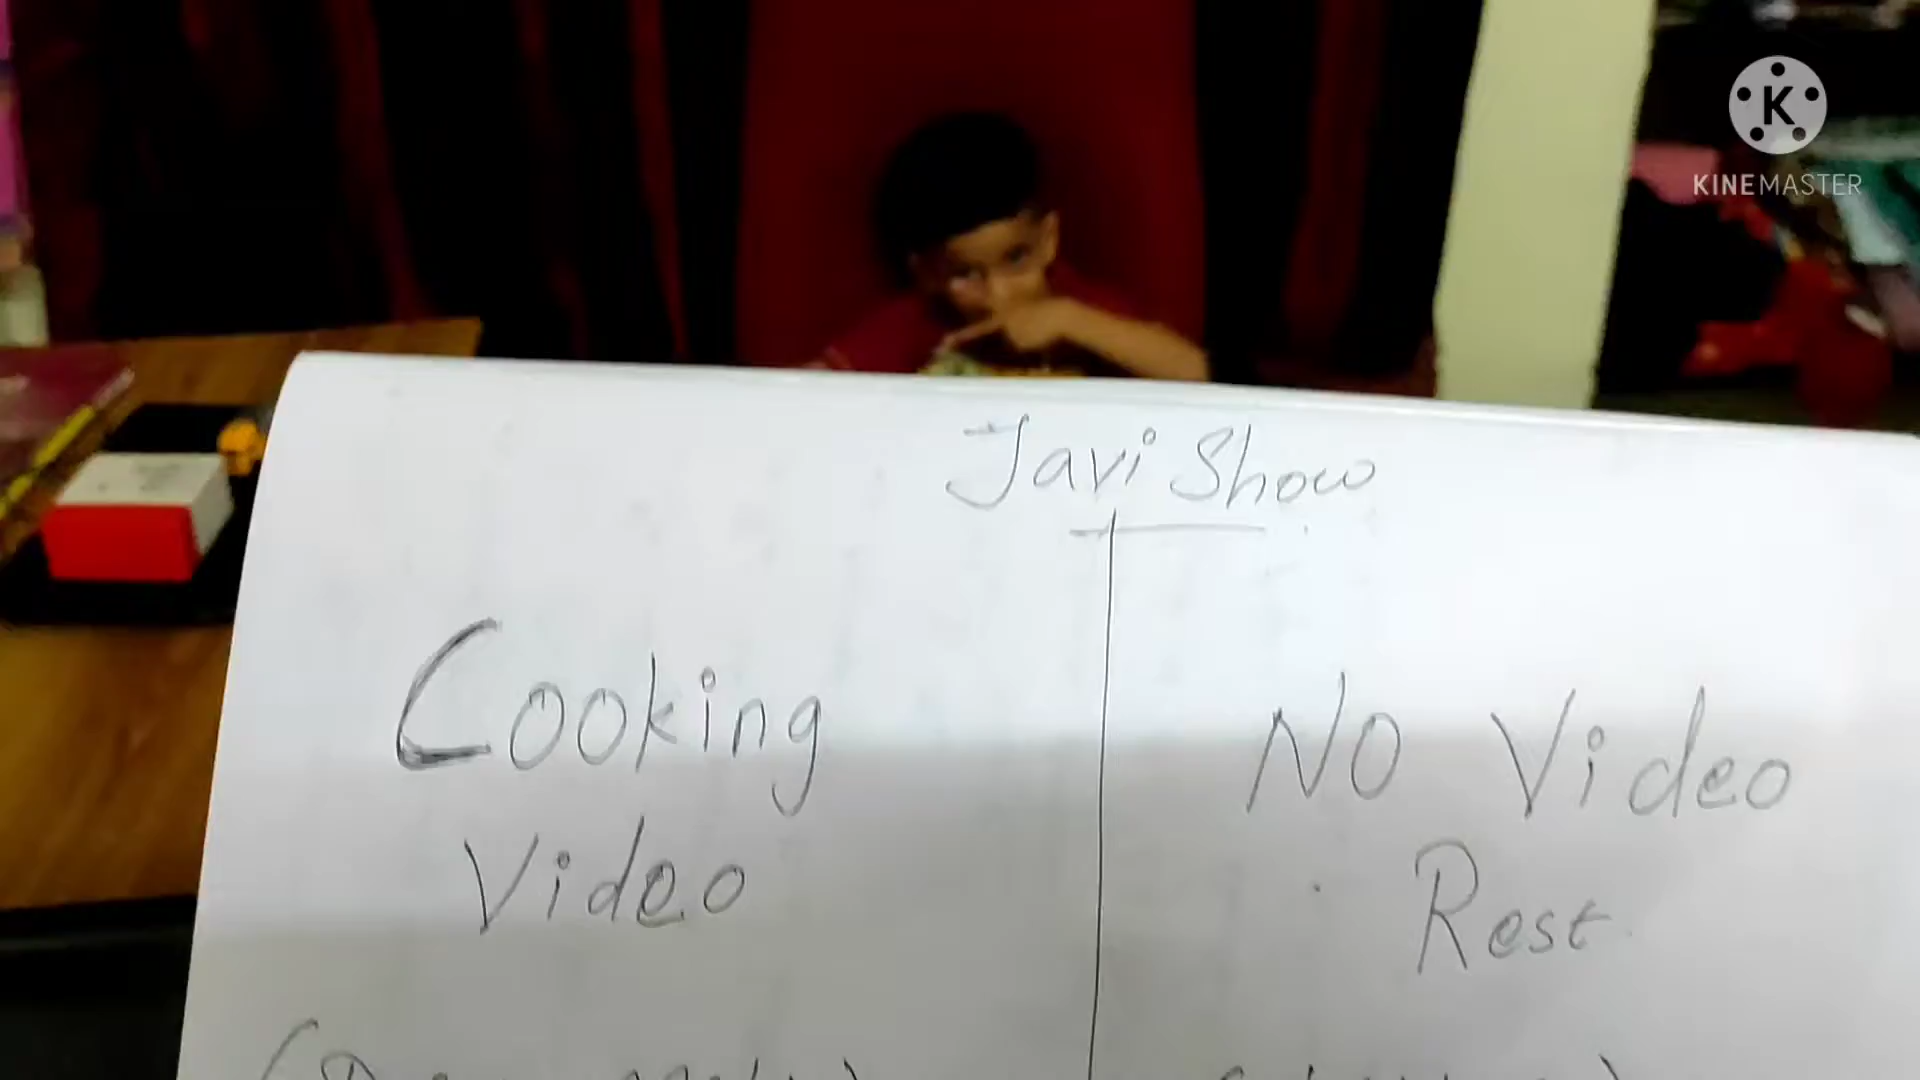 K
KINEMASTER
Javi Show
Cooking
Video
NO Video
Rest